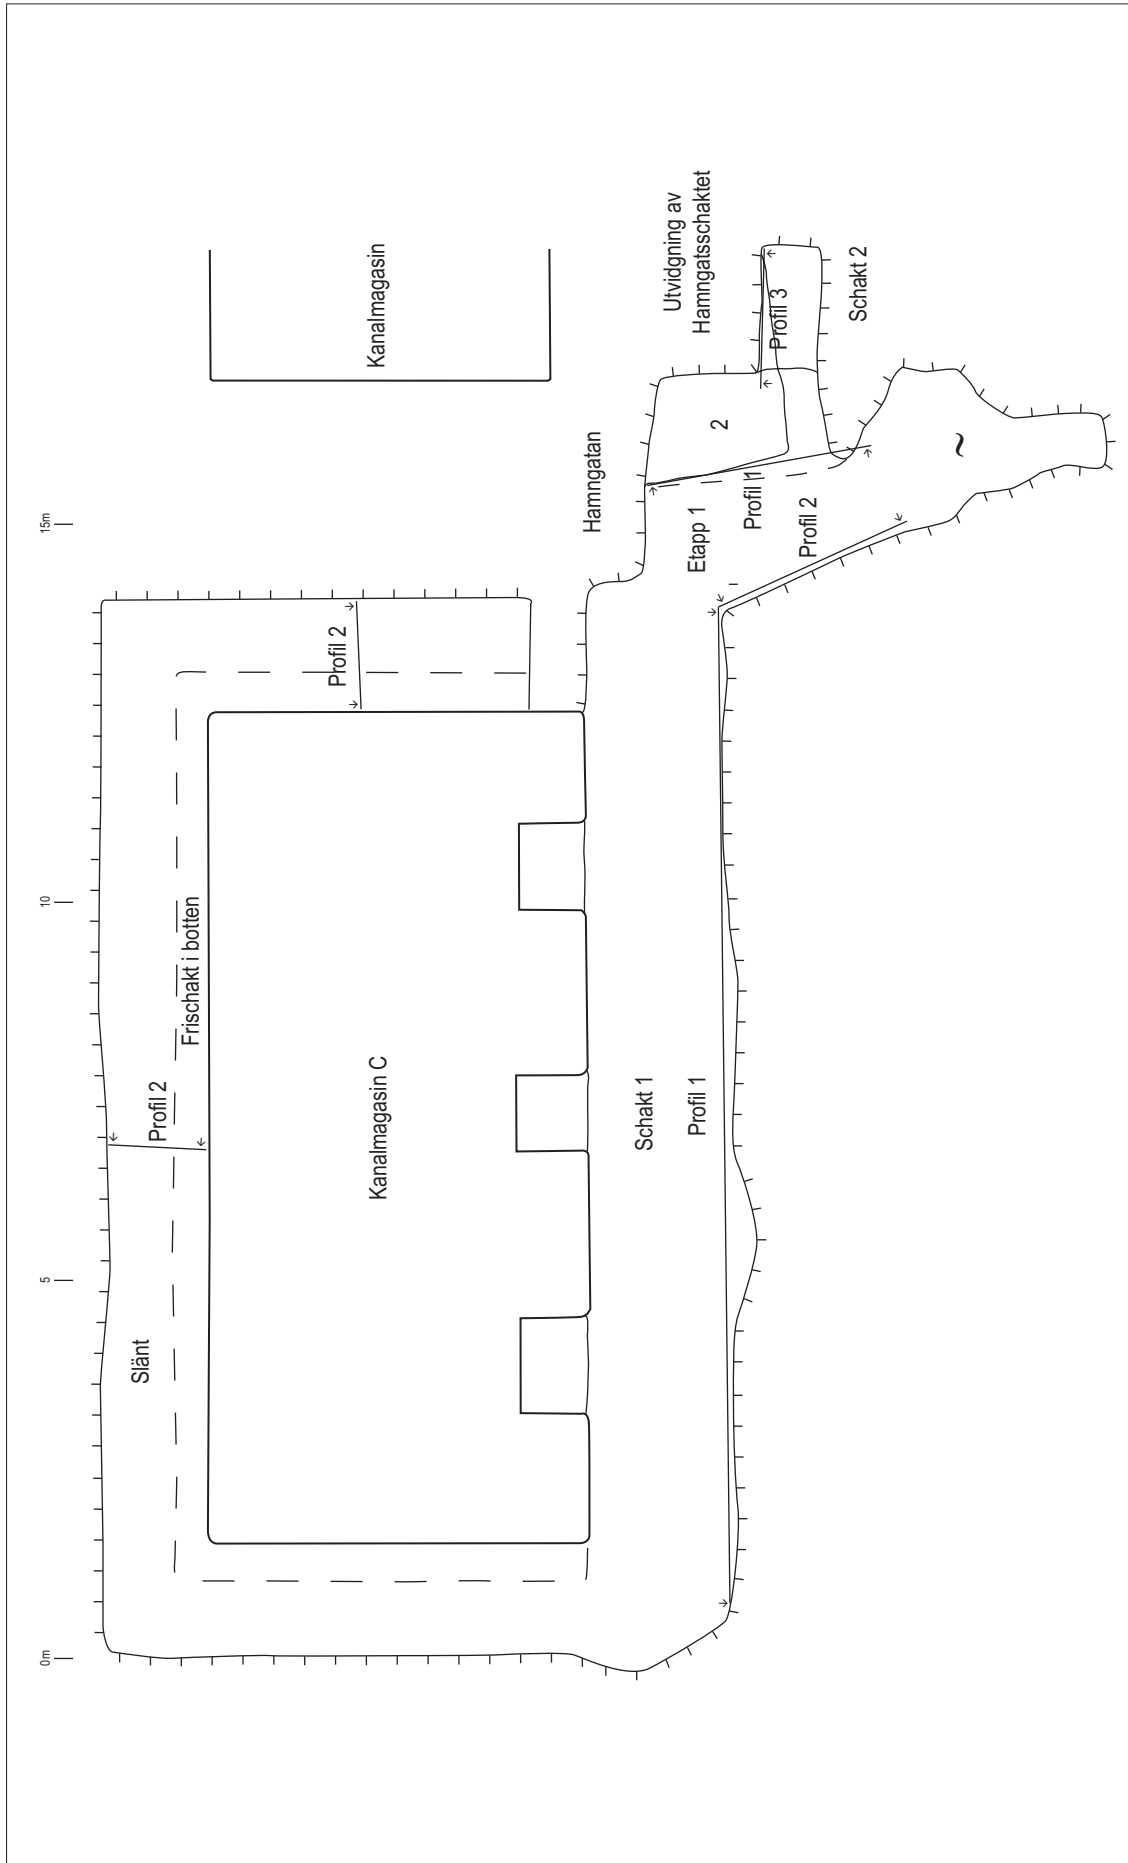 Kanalmagasin
Utvidgning av
Hamngatsschaktet
Schakt 2
Profil 3
2
Hamngatan
~
Etapp 1
Profil 1
Profil 2
15m
Profil 2
10
Frischakt i botten
Profil 2
Kanalmagasin C
Schakt 1
Profil 1
5
Slänt
0m